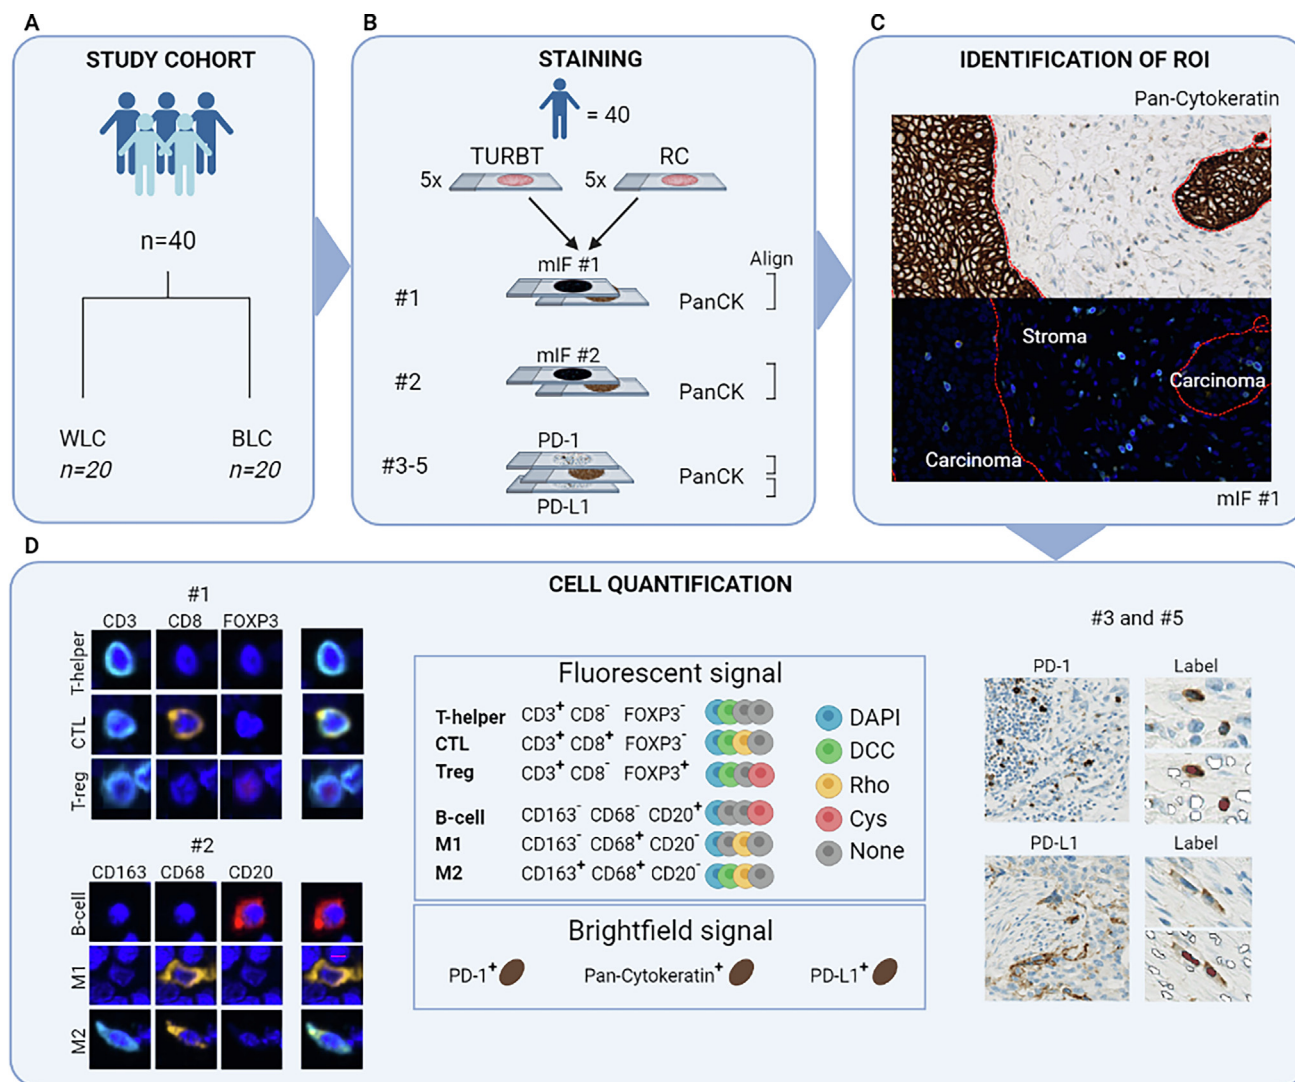 A
STUDY COHORT
n=40
WLC
n=20
BLC
n=20
B
STAINING
= 40
TURBT
RC
5x
5x
mIF #1
Align
#1
PanCK
mIF #2
#2
PanCK
PD-1
#3-5
PanCK
PD-L1
C
IDENTIFICATION OF ROI
Pan-Cytokeratin
Stroma
Carcinoma
Carcinoma
mIF #1
D
CELL QUANTIFICATION
#1
CD3 CD8 FOXP3
T-helper
CTL
T-reg
#2
CD163 CD68 CD20
B-cell
M1
M2
Fluorescent signal
T-helper CD3+ CD8- FOXP3-
CTL CD3+ CD8+ FOXP3-
Treg CD3+ CD8- FOXP3+
B-cell CD163- CD68- CD20+
M1 CD163- CD68+ CD20-
M2 CD163+ CD68+ CD20-
DAPI
DCC
Rho
Cys
None
Brightfield signal
PD-1+ Pan-Cytokeratin+ PD-L1+
#3 and #5
PD-1 Label
PD-L1 Label